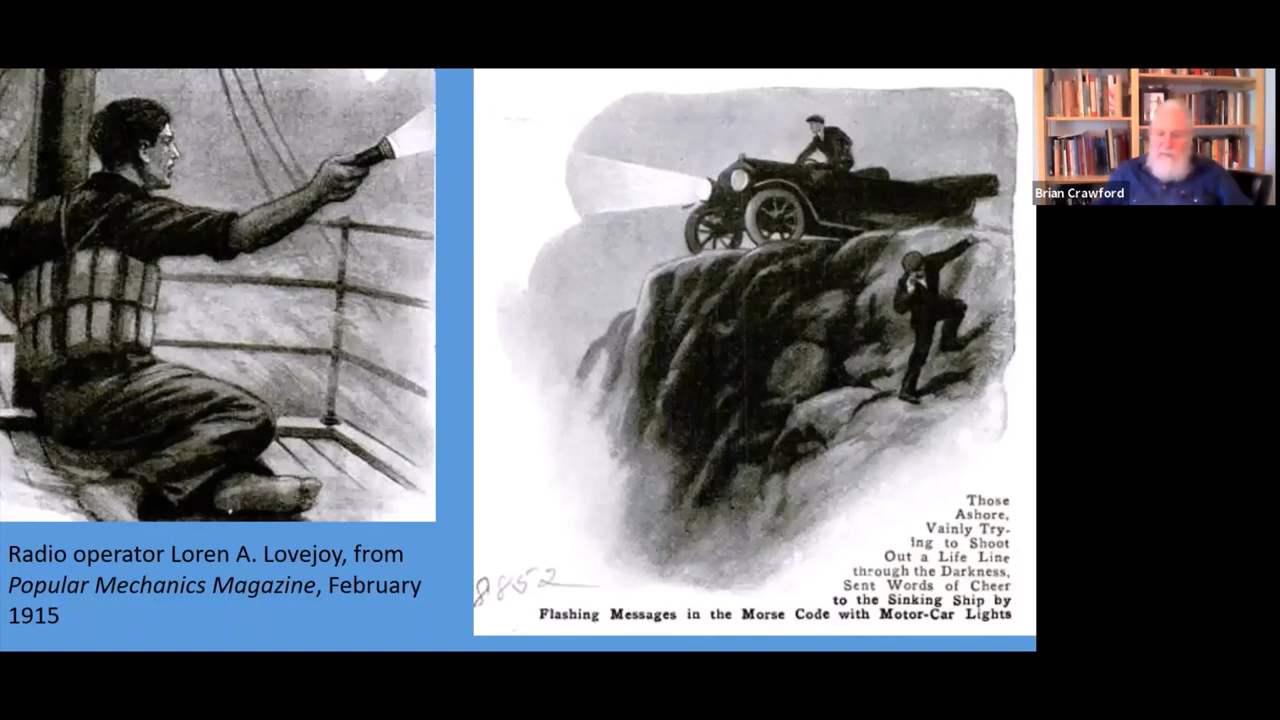 Brian Crawford
Radio operator Loren A. Lovejoy, from
Popular Mechanics Magazine, February
1915
Those
Ashore,
Vainly Try-
ing to Shoot
Out a Life Line
through the Darkness,
Sent Words of Cheer
to the Sinking Ship by
Flashing Messages in the Morse Code with Motor-Car Lights
8852